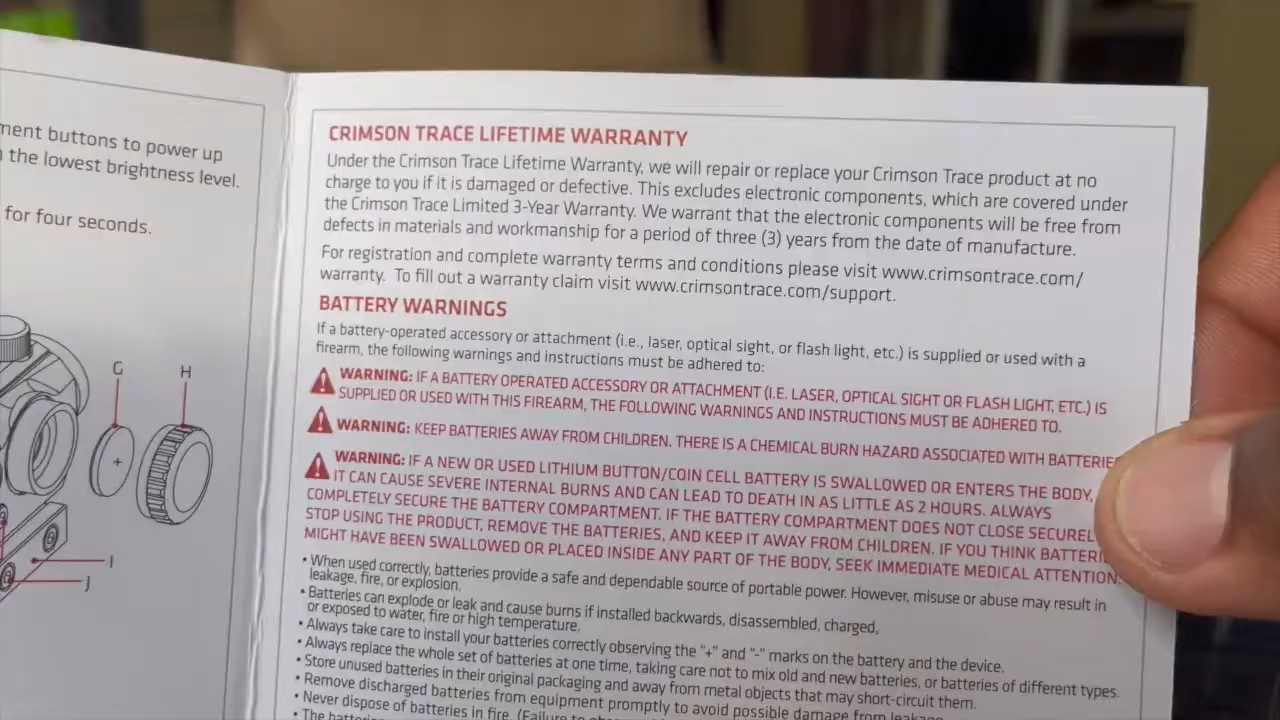 ment buttons to power up
the lowest brightness level.
for four seconds.
G
H
I
J
CRIMSON TRACE LIFETIME WARRANTY
Under the Crimson Trace Lifetime Warranty, we will repair or replace your Crimson Trace product at no
charge to you if it is damaged or defective. This excludes electronic components, which are covered under
the Crimson Trace Limited 3-Year Warranty. We warrant that the electronic components will be free from
defects in materials and workmanship for a period of three (3) years from the date of manufacture.
For registration and complete warranty terms and conditions please visit www.crimsontrace.com/
warranty. To fill out a warranty claim visit www.crimsontrace.com/support.
BATTERY WARNINGS
If a battery-operated accessory or attachment (i.e., laser, optical sight, or flash light, etc.) is supplied or used with a
firearm, the following warnings and instructions must be adhered to:
WARNING: IF A BATTERY OPERATED ACCESSORY OR ATTACHMENT (I.E. LASER, OPTICAL SIGHT OR FLASH LIGHT, ETC.) IS
SUPPLIED OR USED WITH THIS FIREARM, THE FOLLOWING WARNINGS AND INSTRUCTIONS MUST BE ADHERED TO.
WARNING: KEEP BATTERIES AWAY FROM CHILDREN. THERE IS A CHEMICAL BURN HAZARD ASSOCIATED WITH BATTERIE
WARNING: IF A NEW OR USED LITHIUM BUTTON/COIN CELL BATTERY IS SWALLOWED OR ENTERS THE BODY,
IT CAN CAUSE SEVERE INTERNAL BURNS AND CAN LEAD TO DEATH IN AS LITTLE AS 2 HOURS. ALWAYS
COMPLETELY SECURE THE BATTERY COMPARTMENT. IF THE BATTERY COMPARTMENT DOES NOT CLOSE SECUREL
STOP USING THE PRODUCT, REMOVE THE BATTERIES, AND KEEP IT AWAY FROM CHILDREN. IF YOU THINK BATTERI
MIGHT HAVE BEEN SWALLOWED OR PLACED INSIDE ANY PART OF THE BODY, SEEK IMMEDIATE MEDICAL ATTENTION.
• When used correctly, batteries provide a safe and dependable source of portable power. However, misuse or abuse may result in
leakage, fire, or explosion.
• Batteries can explode or leak and cause burns if installed backwards, disassembled, charged,
or exposed to water, fire or high temperature.
• Always take care to install your batteries correctly observing the "+" and "-" marks on the battery and the device.
• Always replace the whole set of batteries at one time, taking care not to mix old and new batteries, or batteries of different types.
• Store unused batteries in their original packaging and away from metal objects that may short-circuit them.
• Remove discharged batteries from equipment promptly to avoid possible damage from leakage.
• Never dispose of batteries in fire. (Failure to
• The